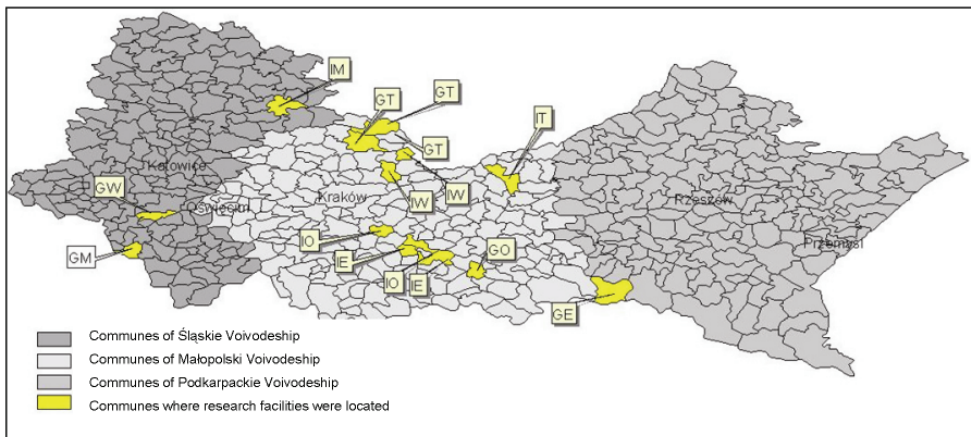 IM
GT
GT
IT
GT
Katowice
GW
Kraków
IW
IW
Oświęcim
Rzeszów
IO
Przemysl
GM
IE
GO
IO
IE
GE
Communes of Śląskie Voivodeship
Communes of Małopolski Voivodeship
Communes of Podkarpackie Voivodeship
Communes where research facilities were located